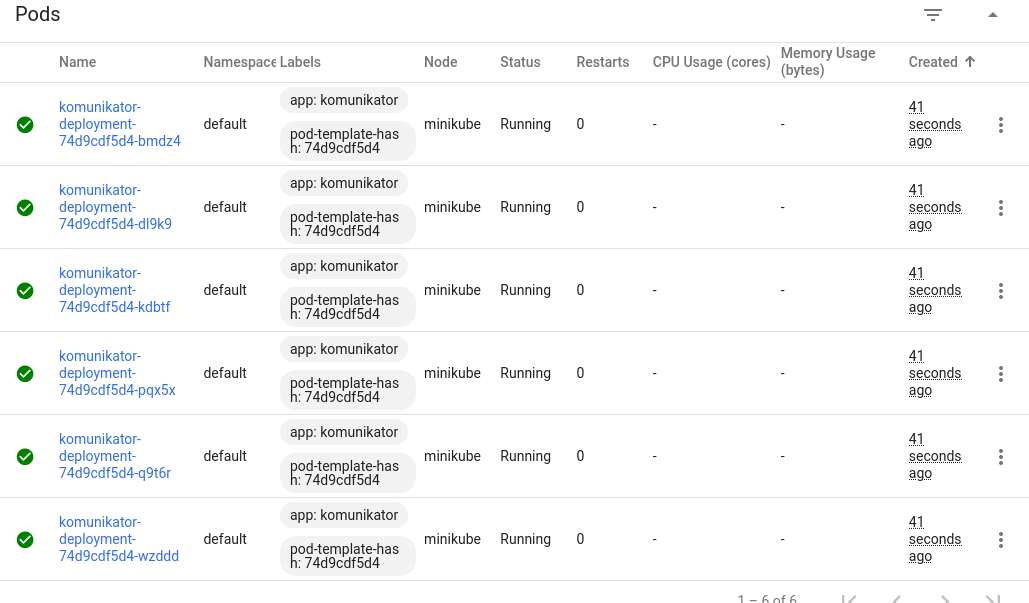 Pods
Name Namespace Labels Node Status Restarts CPU Usage (cores) Memory Usage (bytes) Created
komunikator-deployment-74d9cdf5d4-bmdz4 default app: komunikator pod-template-hash: 74d9cdf5d4 minikube Running 0 - - 41 seconds ago
komunikator-deployment-74d9cdf5d4-dl9k9 default app: komunikator pod-template-hash: 74d9cdf5d4 minikube Running 0 - - 41 seconds ago
komunikator-deployment-74d9cdf5d4-kdbtf default app: komunikator pod-template-hash: 74d9cdf5d4 minikube Running 0 - - 41 seconds ago
komunikator-deployment-74d9cdf5d4-pqx5x default app: komunikator pod-template-hash: 74d9cdf5d4 minikube Running 0 - - 41 seconds ago
komunikator-deployment-74d9cdf5d4-q9t6r default app: komunikator pod-template-hash: 74d9cdf5d4 minikube Running 0 - - 41 seconds ago
komunikator-deployment-74d9cdf5d4-wzddd default app: komunikator pod-template-hash: 74d9cdf5d4 minikube Running 0 - - 41 seconds ago
1 – 6 of 6